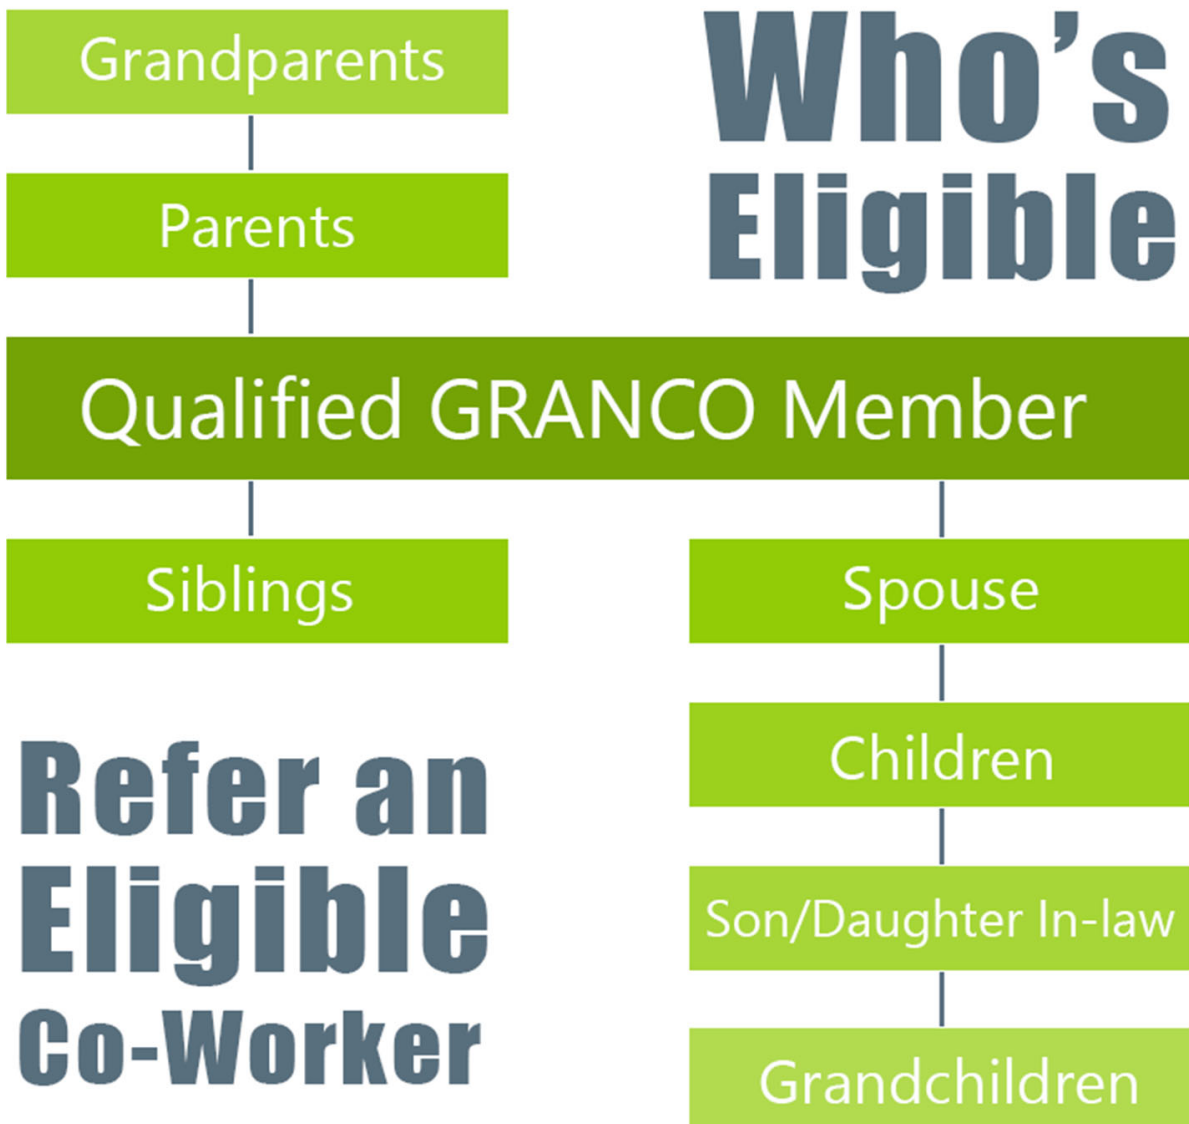 Who's
Eligible
Grandparents
Parents
Qualified GRANCO Member
Siblings
Spouse
Children
Son/Daughter In-law
Grandchildren
Refer an
Eligible
Co-Worker